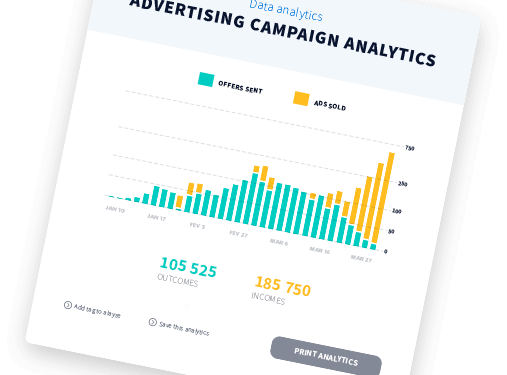 Data analytics
ADVERTISING CAMPAIGN ANALYTICS
OFFERS SENT
ADS SOLD
750
250
100
50
0
JAN 10
JAN 17
FEV 3
FEV 27
MAR 6
MAR 16
MAR 27
105 525
OUTCOMES
185 750
INCOMES
Add tag to a layer
Save this analytics
PRINT ANALYTICS